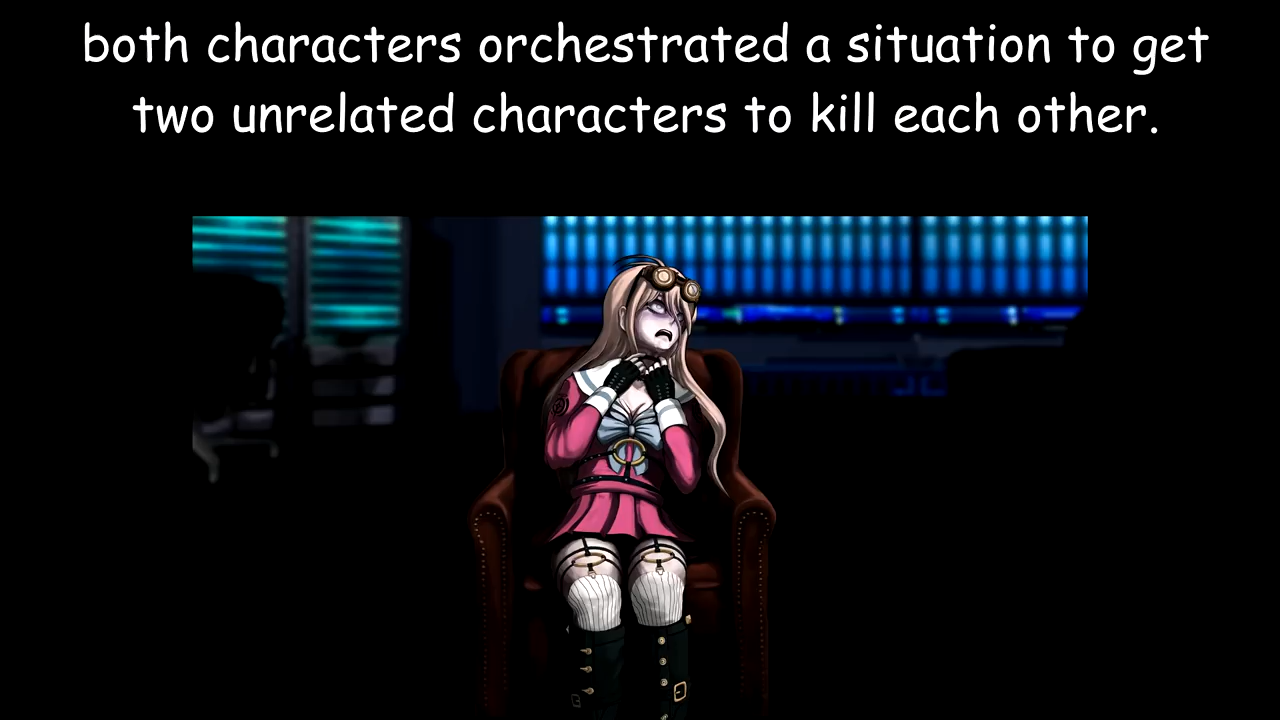 both characters orchestrated a situation to get
two unrelated characters to kill each other.